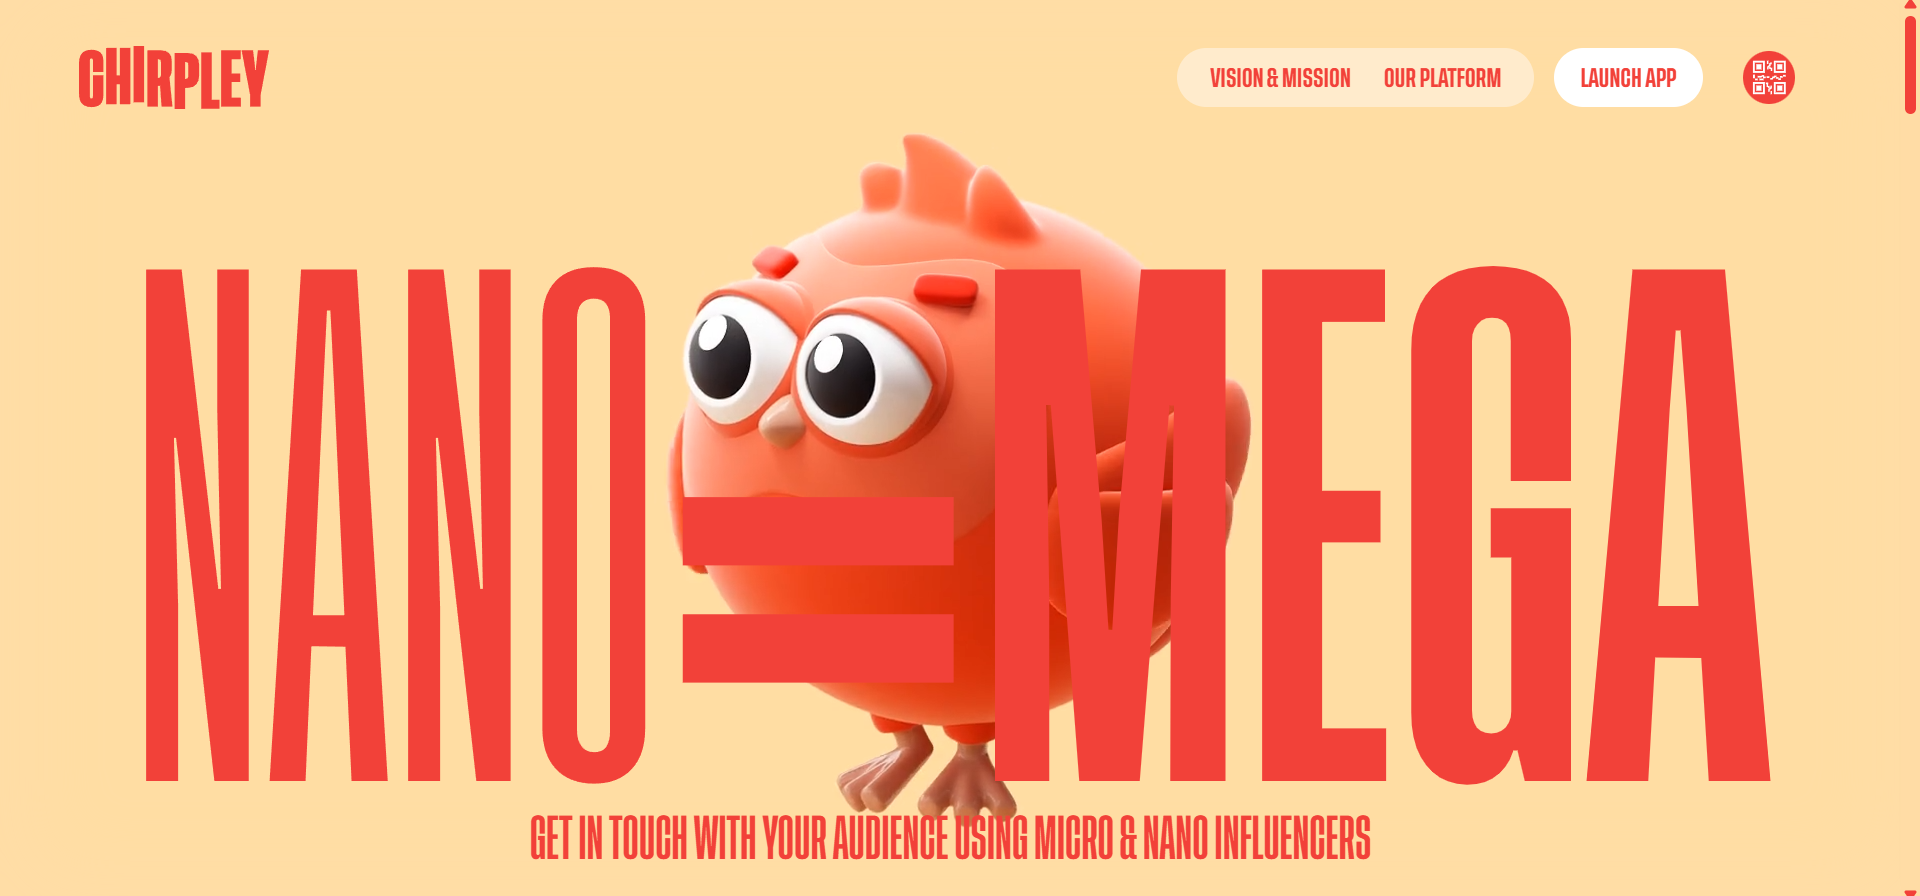 CHIRPLEY
VISION & MISSION OUR PLATFORM LAUNCH APP
NANO=MEGA
GET IN TOUCH WITH YOUR AUDIENCE USING MICRO & NANO INFLUENCERS